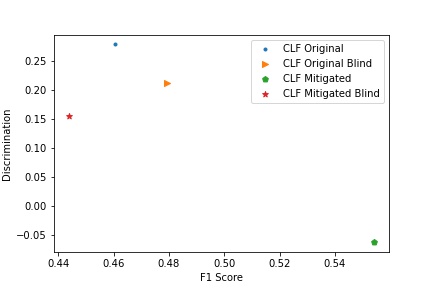 CLF Original
CLF Original Blind
CLF Mitigated
CLF Mitigated Blind
0.25
0.20
0.15
0.10
0.05
0.00
−0.05
Discrimination
0.44 0.46 0.48 0.50 0.52 0.54
F1 Score